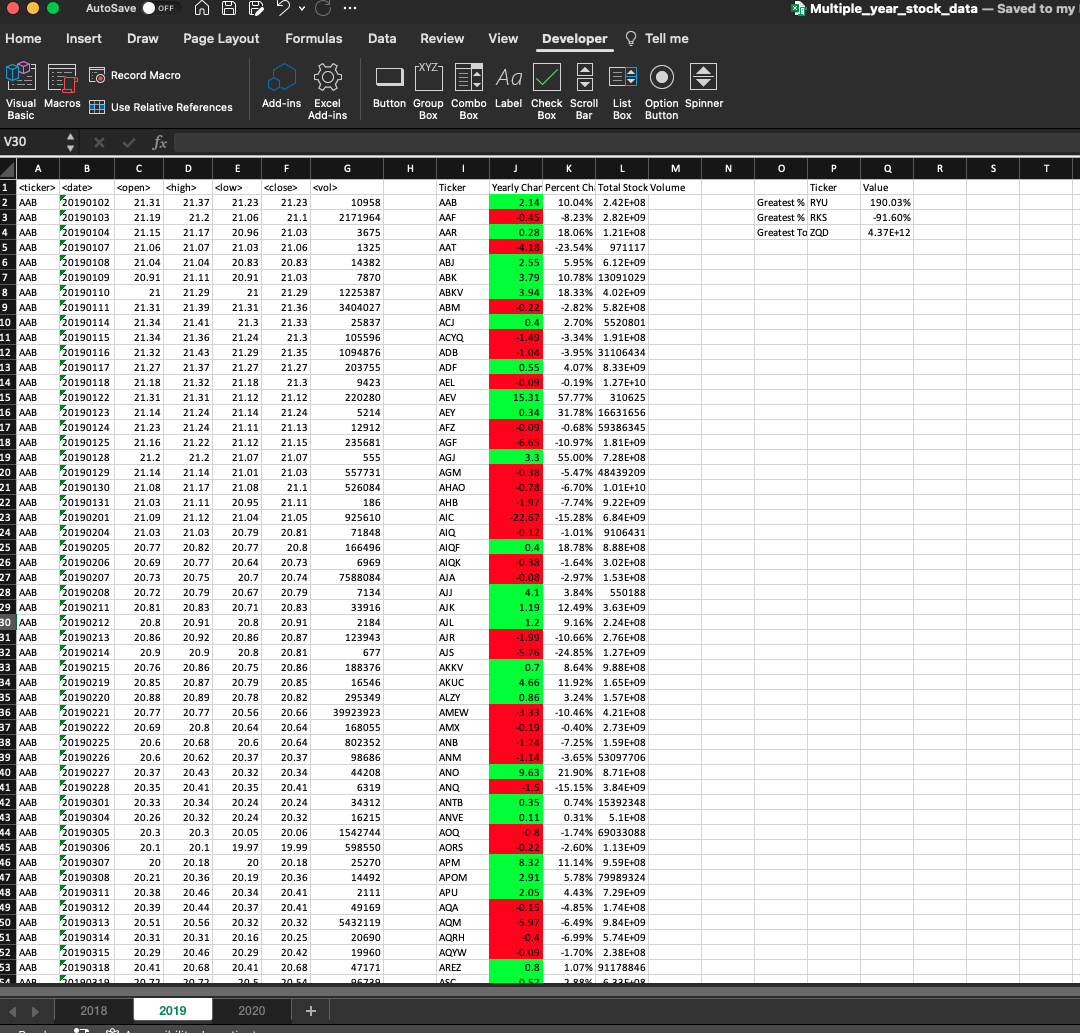 AutoSave OFF Multiple_year_stock_data — Saved to my
Home Insert Draw Page Layout Formulas Data Review View Developer Tell me
Visual Basic Macros Record Macro Use Relative References Add-ins Excel Add-ins Button Group Box Combo Box Label Check Box Scroll Bar List Box Option Button Spinner
V30 fx
A B C D E F G H I J K L M N O P Q R S T
1 <ticker> <date> <open> <high> <low> <close> <vol> Ticker Yearly Char Percent Ch Total Stock Volume Ticker Value
2 AAB 20190102 21.31 21.37 21.23 21.23 10958 AAB 2.14 10.04% 2.42E+08 Greatest % RYU 190.03%
3 AAB 20190103 21.19 21.2 21.06 21.1 2171964 AAF -0.45 -8.23% 2.82E+09 Greatest % RKS -91.60%
4 AAB 20190104 21.15 21.17 20.96 21.03 3675 AAR 0.28 18.06% 1.21E+08 Greatest To ZQD 4.37E+12
5 AAB 20190107 21.06 21.07 21.03 21.06 1325 AAT -4.18 -23.54% 971117
6 AAB 20190108 21.04 21.04 20.83 20.83 14382 ABJ 2.55 5.95% 6.12E+09
7 AAB 20190109 20.91 21.11 20.91 21.03 7870 ABK 3.79 10.78% 13091029
8 AAB 20190110 21 21.29 21 21.29 1225387 ABKV 3.94 18.33% 4.02E+09
9 AAB 20190111 21.31 21.39 21.31 21.36 3404027 ABM -0.22 -2.82% 5.82E+08
10 AAB 20190114 21.34 21.41 21.3 21.33 25837 ACJ 0.4 2.70% 5520801
11 AAB 20190115 21.34 21.36 21.24 21.3 105596 ACYQ -1.49 -3.34% 1.91E+08
12 AAB 20190116 21.32 21.43 21.29 21.35 1094876 ADB -1.04 -3.95% 31106434
13 AAB 20190117 21.27 21.37 21.27 21.27 203755 ADF 0.55 4.07% 8.33E+09
14 AAB 20190118 21.18 21.32 21.18 21.3 9423 AEL -0.09 -0.19% 1.27E+10
15 AAB 20190122 21.31 21.31 21.12 21.12 220280 AEV 15.31 57.77% 310625
16 AAB 20190123 21.14 21.24 21.14 21.24 5214 AEY 0.34 31.78% 16631656
17 AAB 20190124 21.23 21.24 21.11 21.13 12912 AFZ -0.09 -0.68% 59386345
18 AAB 20190125 21.16 21.22 21.12 21.15 235681 AGF -6.65 -10.97% 1.81E+09
19 AAB 20190128 21.2 21.2 21.07 21.07 555 AGJ 3.3 55.00% 7.28E+08
20 AAB 20190129 21.14 21.14 21.01 21.03 557731 AGM -0.38 -5.47% 48439209
21 AAB 20190130 21.08 21.17 21.08 21.1 526084 AHAO -0.78 -6.70% 1.01E+10
22 AAB 20190131 21.03 21.11 20.95 21.11 186 AHB -1.97 -7.74% 9.22E+09
23 AAB 20190201 21.09 21.12 21.04 21.05 925610 AIC -22.67 -15.28% 6.84E+09
24 AAB 20190204 21.03 21.03 20.79 20.81 71848 AIQ -0.12 -1.01% 9106431
25 AAB 20190205 20.77 20.82 20.77 20.8 166496 AIQF 0.4 18.78% 8.88E+08
26 AAB 20190206 20.69 20.77 20.64 20.73 6969 AIQK -0.38 -1.64% 3.02E+08
27 AAB 20190207 20.73 20.75 20.7 20.74 7588084 AJA -0.08 -2.97% 1.53E+08
28 AAB 20190208 20.72 20.79 20.67 20.79 7134 AJJ 4.1 3.84% 550188
29 AAB 20190211 20.81 20.83 20.71 20.83 33916 AJK 1.19 12.49% 3.63E+09
30 AAB 20190212 20.8 20.91 20.8 20.91 2184 AJL 1.2 9.16% 2.24E+08
31 AAB 20190213 20.86 20.92 20.86 20.87 123943 AJR -1.99 -10.66% 2.76E+08
32 AAB 20190214 20.9 20.9 20.8 20.81 677 AJS -5.76 -24.85% 1.27E+09
33 AAB 20190215 20.76 20.86 20.75 20.86 188376 AKKV 0.7 8.64% 9.88E+08
34 AAB 20190219 20.85 20.87 20.79 20.85 16546 AKUC 4.66 11.92% 1.65E+09
35 AAB 20190220 20.88 20.89 20.78 20.82 295349 ALZY 0.86 3.24% 1.57E+08
36 AAB 20190221 20.77 20.77 20.56 20.66 39923923 AMEW -3.33 -10.46% 4.21E+08
37 AAB 20190222 20.69 20.8 20.64 20.64 168055 AMX -0.19 -0.40% 2.73E+09
38 AAB 20190225 20.6 20.68 20.6 20.64 802352 ANB -1.24 -7.25% 1.59E+08
39 AAB 20190226 20.6 20.62 20.37 20.37 98686 ANM -1.14 -3.65% 53097706
40 AAB 20190227 20.37 20.43 20.32 20.34 44208 ANO 9.63 21.90% 8.71E+08
41 AAB 20190228 20.35 20.41 20.35 20.41 6319 ANQ -1.5 -15.15% 3.84E+09
42 AAB 20190301 20.33 20.34 20.24 20.24 34312 ANTB 0.35 0.74% 15392348
43 AAB 20190304 20.26 20.32 20.24 20.32 16215 ANVE 0.11 0.31% 5.1E+08
44 AAB 20190305 20.3 20.3 20.05 20.06 1542744 AOQ -0.8 -1.74% 69033088
45 AAB 20190306 20.1 20.1 19.97 19.99 598550 AORS -0.22 -2.60% 1.13E+09
46 AAB 20190307 20 20.18 20 20.18 25270 APM 8.32 11.14% 9.59E+08
47 AAB 20190308 20.21 20.36 20.19 20.36 14492 APOM 2.91 5.78% 79989324
48 AAB 20190311 20.38 20.46 20.34 20.41 2111 APU 2.05 4.43% 7.29E+09
49 AAB 20190312 20.39 20.44 20.37 20.41 49169 AQA -0.15 -4.85% 1.74E+08
50 AAB 20190313 20.51 20.56 20.32 20.32 5432119 AQM -5.97 -6.49% 9.84E+09
51 AAB 20190314 20.31 20.31 20.16 20.25 20690 AQRH -0.4 -6.99% 5.74E+09
52 AAB 20190315 20.29 20.46 20.29 20.42 19960 AQYW -0.09 -1.70% 2.38E+08
53 AAB 20190318 20.41 20.68 20.41 20.68 47171 AREZ 0.8 1.07% 91178846
2018 2019 2020 +